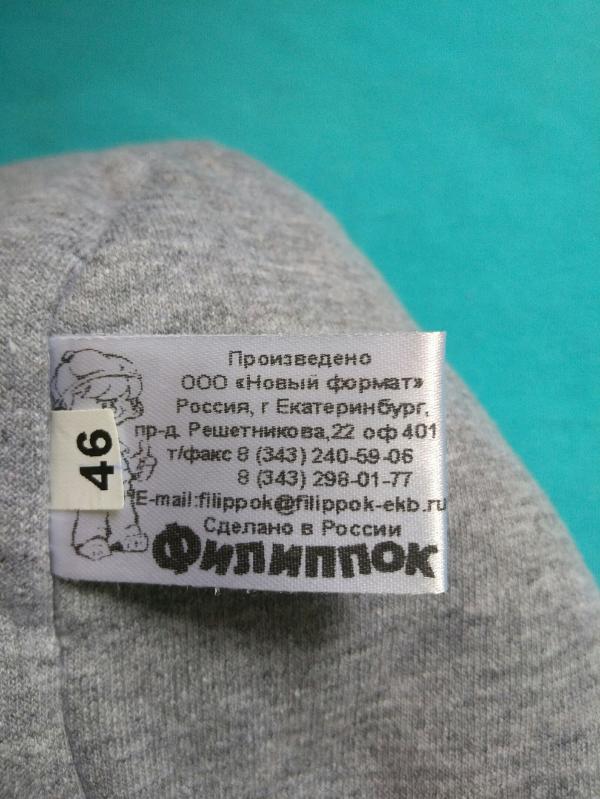 Произведено
ООО «Новый формат»
Россия, г Екатеринбург,
пр-д. Решетникова,22 оф 401
т/факс 8 (343) 240-59-06
8 (343) 298-01-77
E-mail:filippok@filippok-ekb.ru
Сделано в России
Филиппок
46